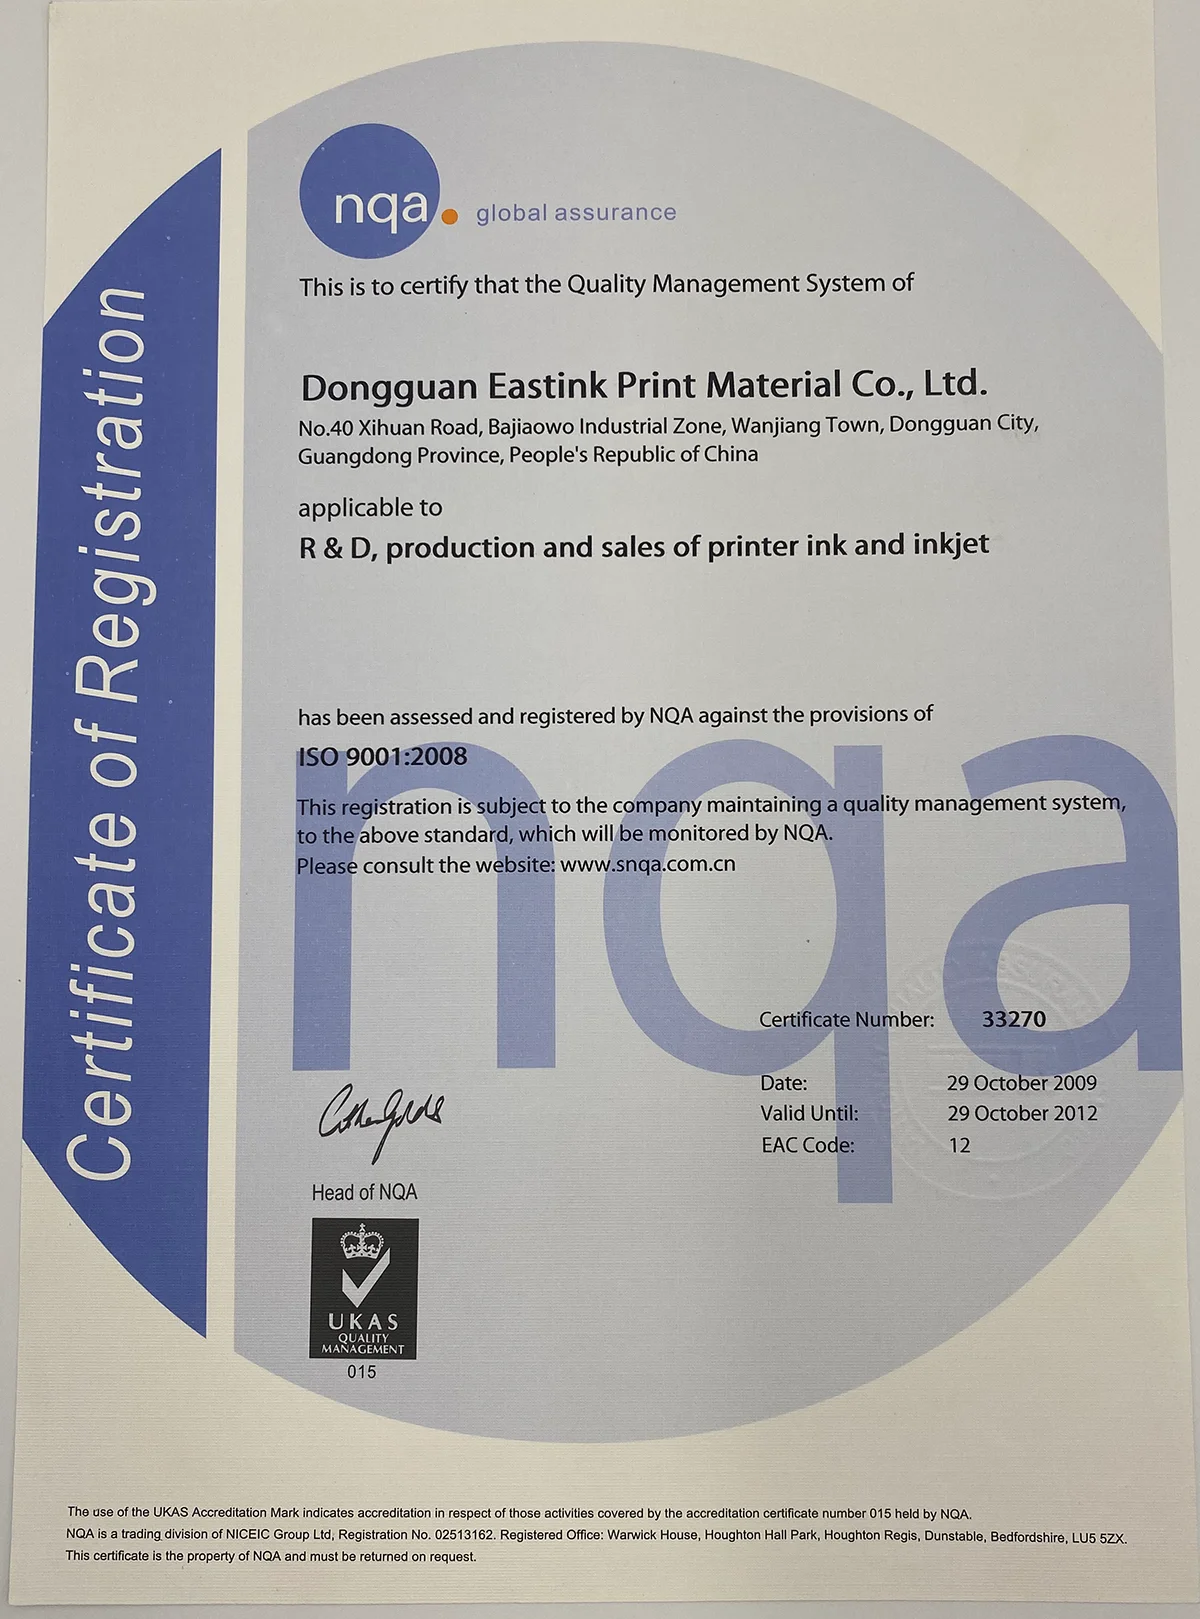 Certificate of Registration
nqa.
global assurance
This is to certify that the Quality Management System of
Dongguan Eastink Print Material Co., Ltd.
No.40 Xihuan Road, Bajiaowo Industrial Zone, Wanjiang Town, Dongguan City,
Guangdong Province, People's Republic of China
applicable to
R & D, production and sales of printer ink and inkjet
has been assessed and registered by NQA against the provisions of
ISO 9001:2008
This registration is subject to the company maintaining a quality management system,
to the above standard, which will be monitored by NQA.
Please consult the website: www.snqa.com.cn
nqa
Certificate Number: 33270
Date: 29 October 2009
Valid Until: 29 October 2012
EAC Code: 12
Head of NQA
UKAS
QUALITY
MANAGEMENT
015
The use of the UKAS Accreditation Mark indicates accreditation in respect of those activities covered by the accreditation certificate number 015 held by NQA.
NQA is a trading division of NICEIC Group Ltd, Registration No. 02513162. Registered Office: Warwick House, Houghton Hall Park, Houghton Regis, Dunstable, Bedfordshire, LU5 5ZX.
This certificate is the property of NQA and must be returned on request.